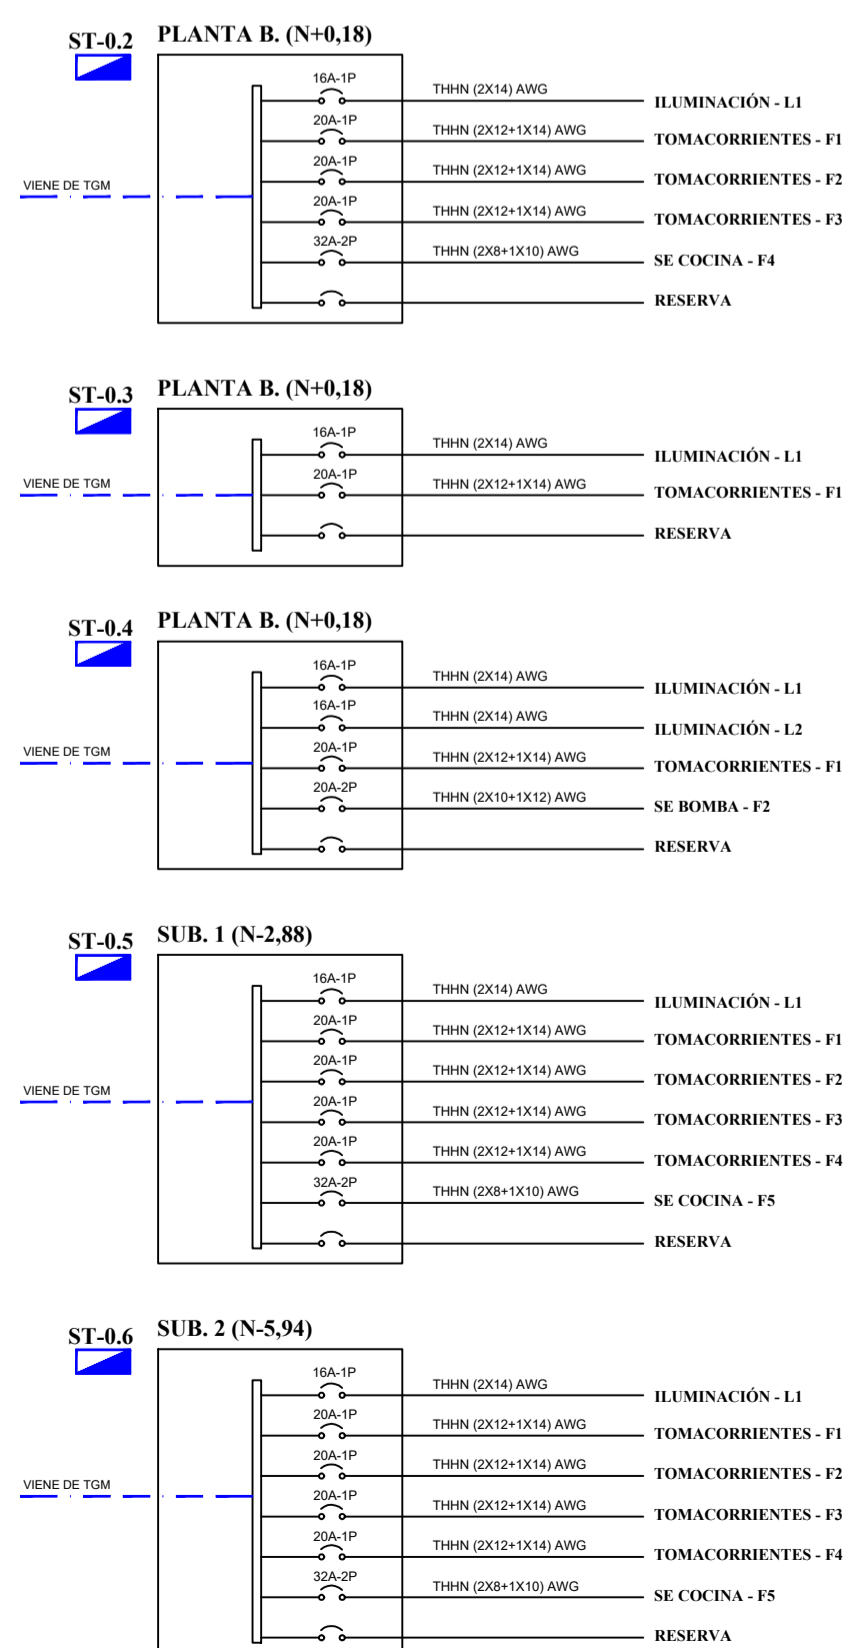 ST-0.2 PLANTA B. (N+0,18)
16A-1P THHN (2X14) AWG ILUMINACIÓN - L1
20A-1P THHN (2X12+1X14) AWG TOMACORRIENTES - F1
20A-1P THHN (2X12+1X14) AWG TOMACORRIENTES - F2
VIENE DE TGM
20A-1P THHN (2X12+1X14) AWG TOMACORRIENTES - F3
32A-2P THHN (2X8+1X10) AWG SE COCINA - F4
RESERVA
ST-0.3 PLANTA B. (N+0,18)
16A-1P THHN (2X14) AWG ILUMINACIÓN - L1
VIENE DE TGM
20A-1P THHN (2X12+1X14) AWG TOMACORRIENTES - F1
RESERVA
ST-0.4 PLANTA B. (N+0,18)
16A-1P THHN (2X14) AWG ILUMINACIÓN - L1
16A-1P THHN (2X14) AWG ILUMINACIÓN - L2
VIENE DE TGM
20A-1P THHN (2X12+1X14) AWG TOMACORRIENTES - F1
20A-2P THHN (2X10+1X12) AWG SE BOMBA - F2
RESERVA
ST-0.5 SUB. 1 (N-2,88)
16A-1P THHN (2X14) AWG ILUMINACIÓN - L1
20A-1P THHN (2X12+1X14) AWG TOMACORRIENTES - F1
20A-1P THHN (2X12+1X14) AWG TOMACORRIENTES - F2
VIENE DE TGM
20A-1P THHN (2X12+1X14) AWG TOMACORRIENTES - F3
20A-1P THHN (2X12+1X14) AWG TOMACORRIENTES - F4
32A-2P THHN (2X8+1X10) AWG SE COCINA - F5
RESERVA
ST-0.6 SUB. 2 (N-5,94)
16A-1P THHN (2X14) AWG ILUMINACIÓN - L1
20A-1P THHN (2X12+1X14) AWG TOMACORRIENTES - F1
20A-1P THHN (2X12+1X14) AWG TOMACORRIENTES - F2
VIENE DE TGM
20A-1P THHN (2X12+1X14) AWG TOMACORRIENTES - F3
20A-1P THHN (2X12+1X14) AWG TOMACORRIENTES - F4
32A-2P THHN (2X8+1X10) AWG SE COCINA - F5
RESERVA